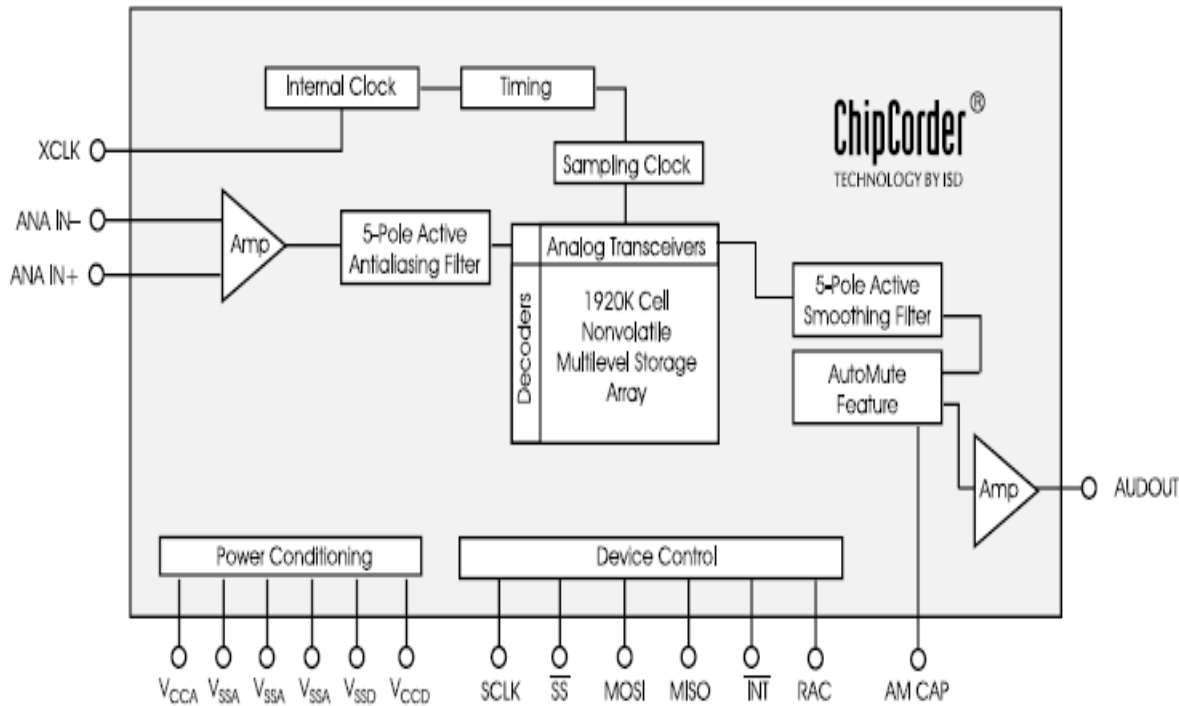 Internal Clock
Timing
ChipCorder®
TECHNOLOGY BY ISD
XCLK
Sampling Clock
ANA IN–
Amp
5-Pole Active
Antialiasing Filter
ANA IN+
Analog Transceivers
Decoders
1920K Cell
Nonvolatile
Multilevel Storage
Array
5-Pole Active
Smoothing Filter
AutoMute
Feature
Amp
AUDOUT
Power Conditioning
Device Control
VCCA
VSSA
VSSA
VSSA
VSSD
VCCD
SCLK
S̅S̅
MOSI
MISO
I̅N̅T̅
RAC
AM CAP